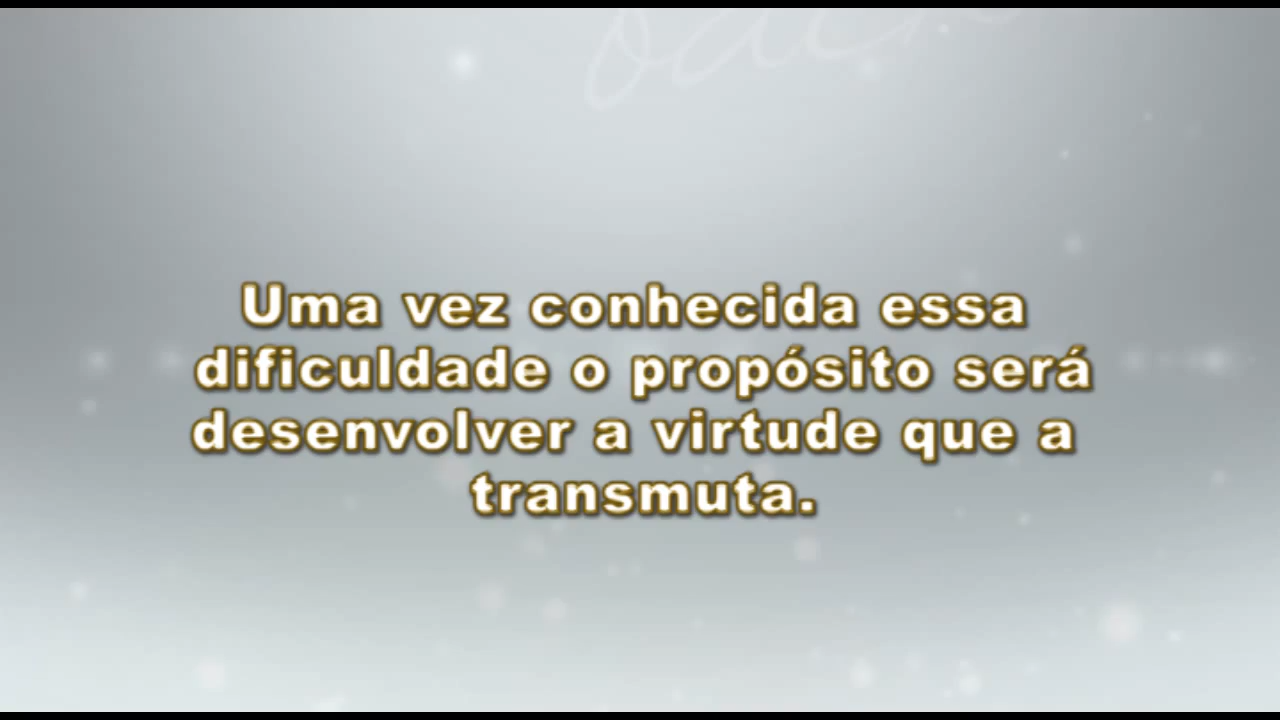 Uma vez conhecida essa
dificuldade o propósito será
desenvolver a virtude que a
transmuta.